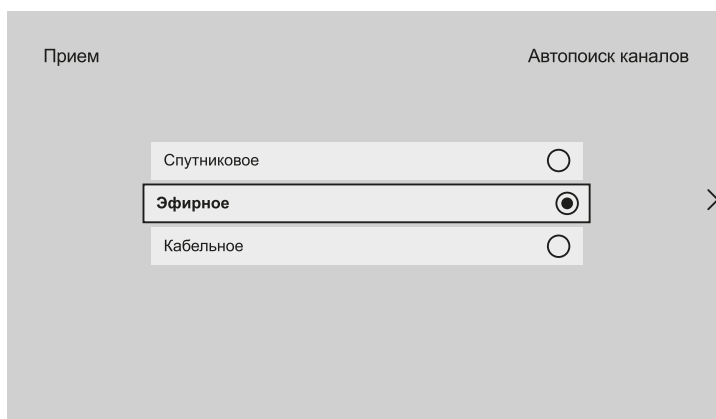 Прием
Автопоиск каналов
Спутниковое
Эфирное
Кабельное